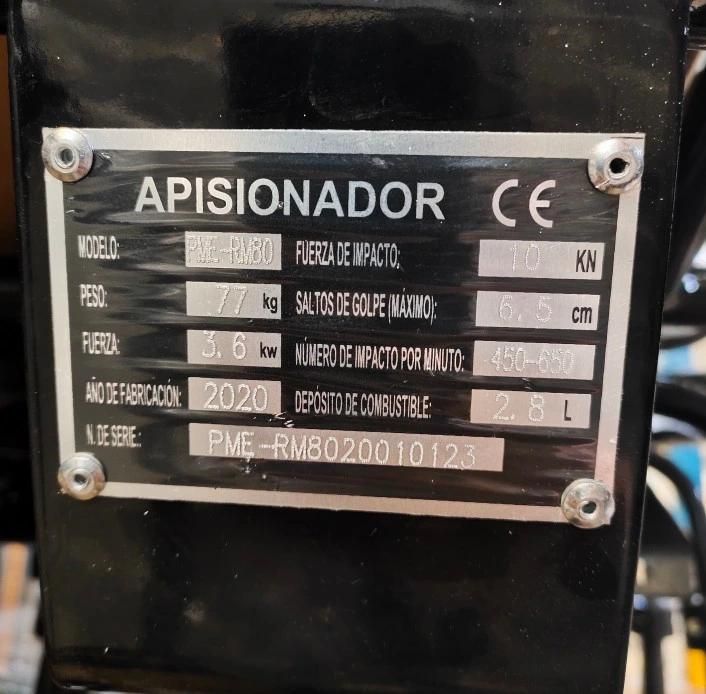 APISIONADOR CE
MODELO: PME-RM80 FUERZA DE IMPACTO: 10 KN
PESO: 77 kg SALTOS DE GOLPE (MÁXIMO): 6.5 cm
FUERZA: 3.6 kw NÚMERO DE IMPACTO POR MINUTO: 450-650
AÑO DE FABRICACIÓN: 2020 DEPÓSITO DE COMBUSTIBLE: 2.8 L
N. DE SERIE.: PME-RM8020010123